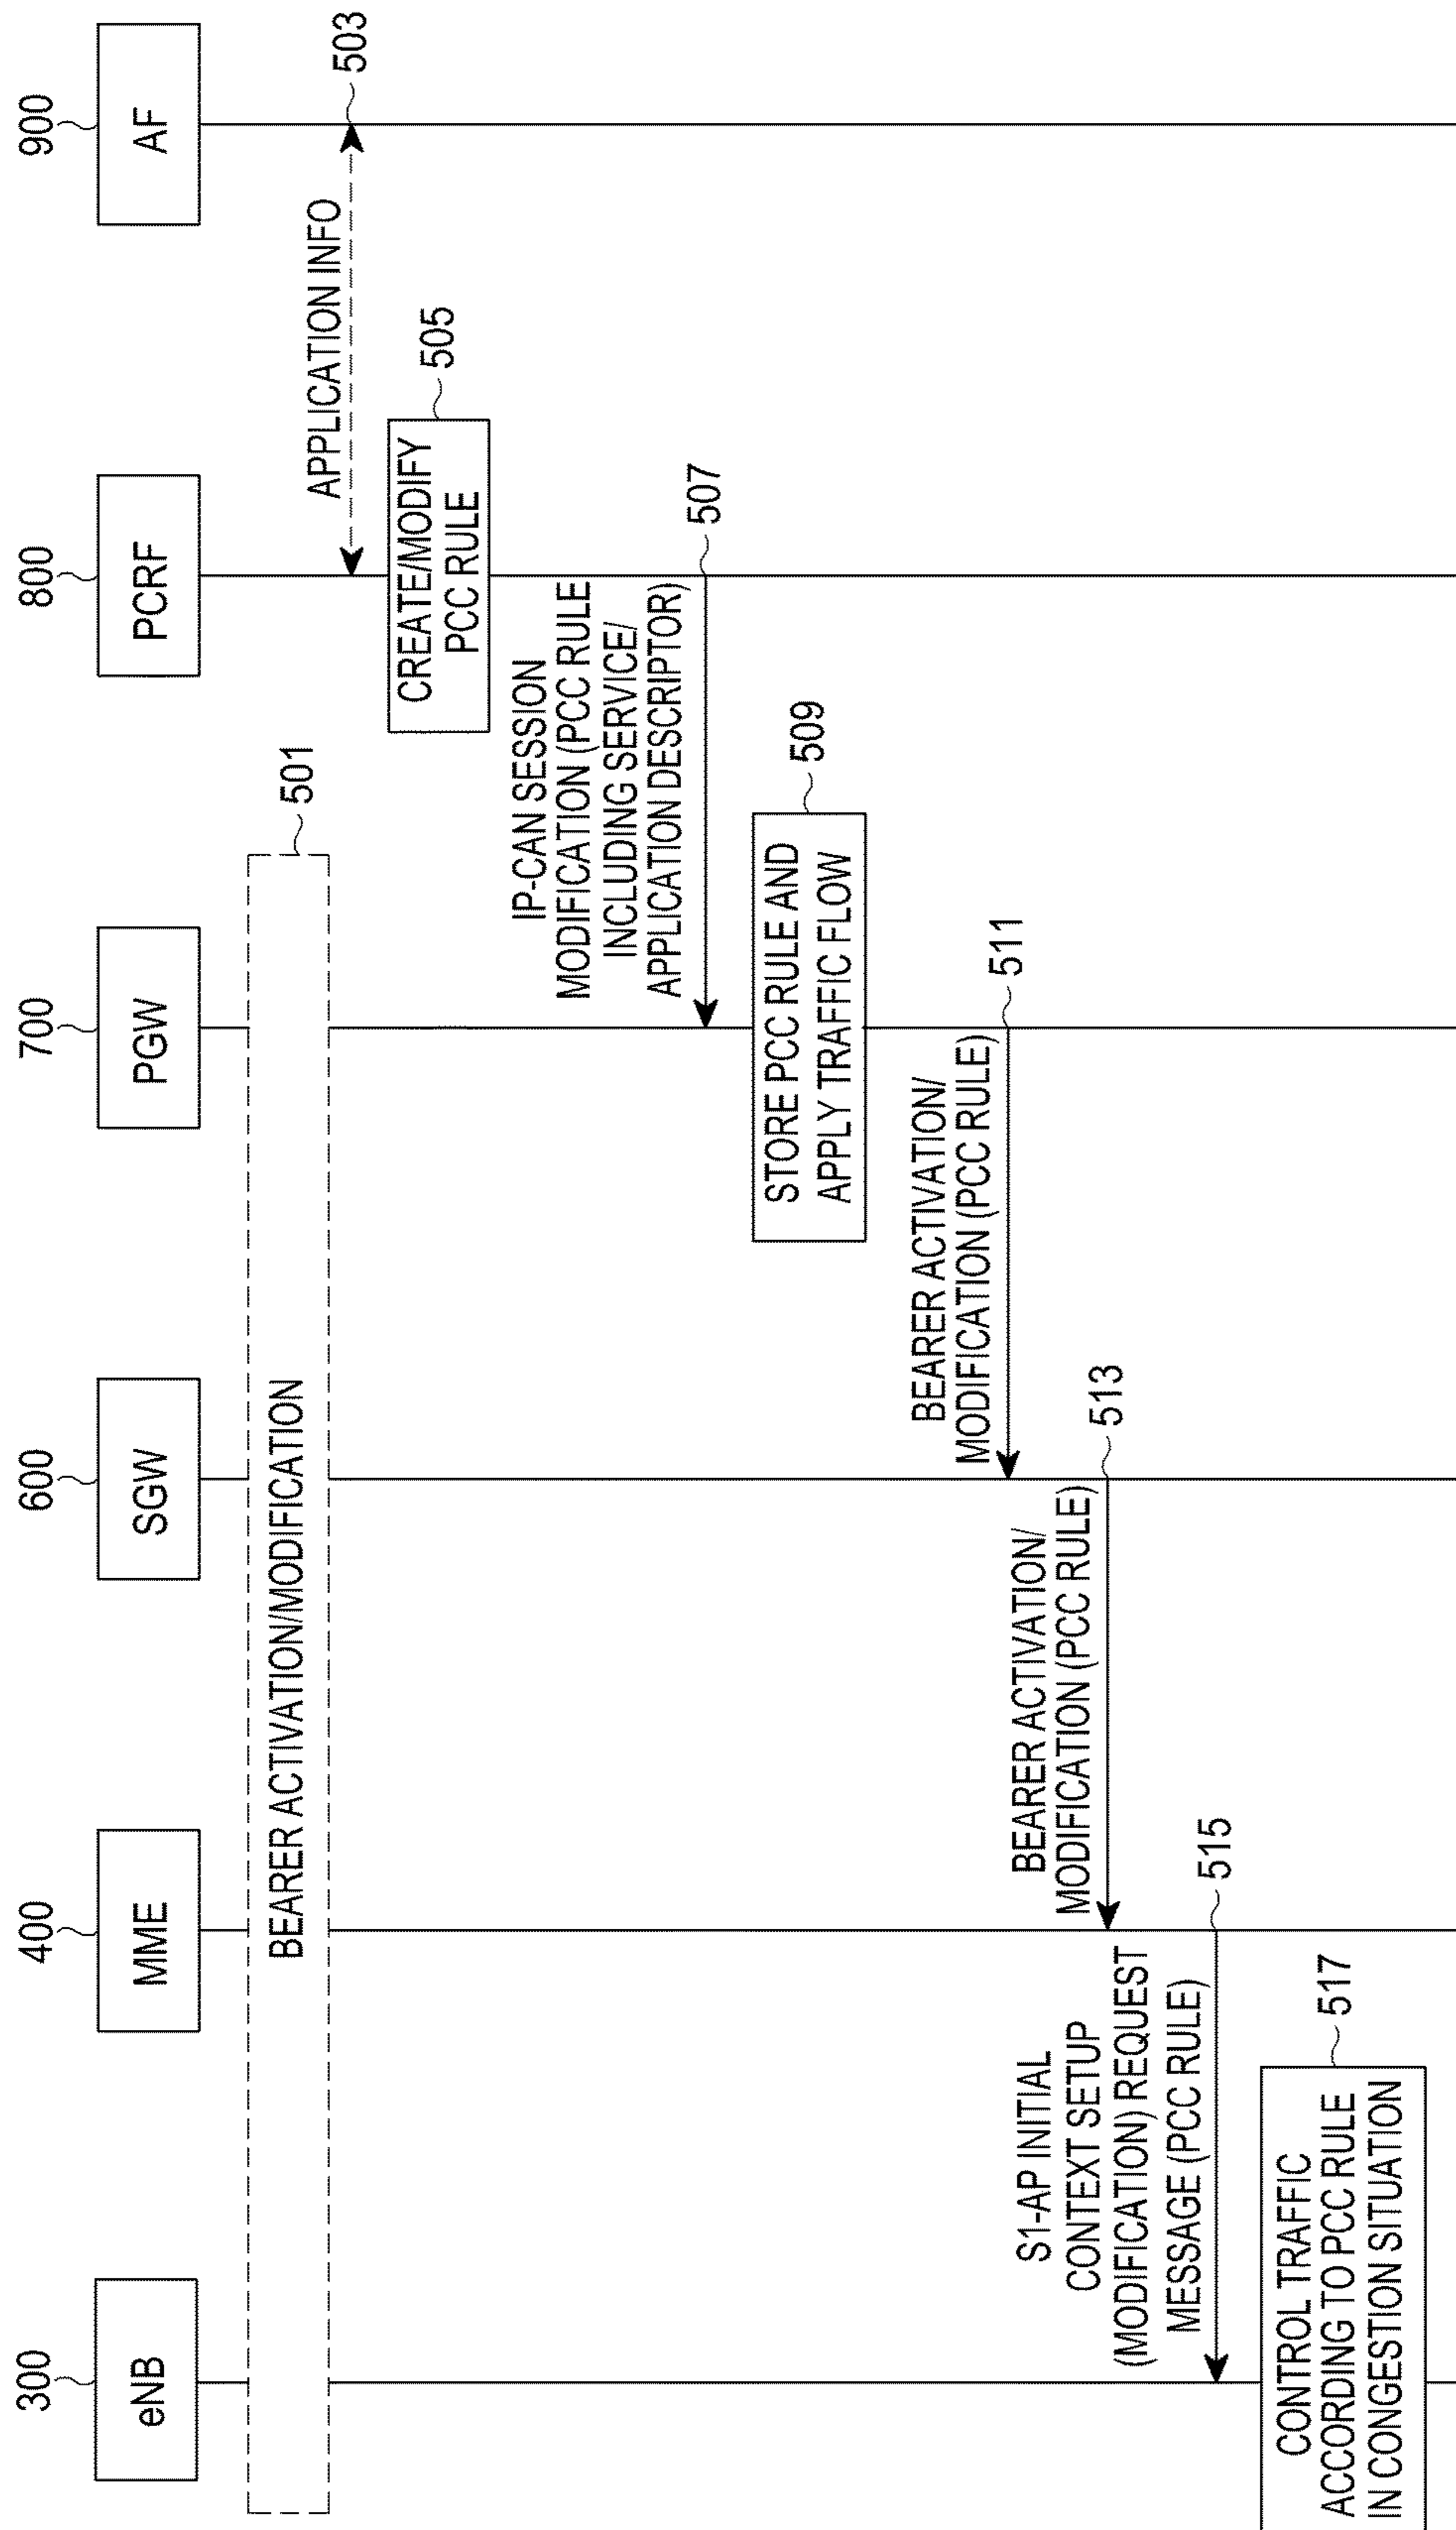 300
400
600
700
800
900
eNB
MME
SGW
PGW
PCRF
AF
501
BEARER ACTIVATION/MODIFICATION
APPLICATION INFO
503
CREATE/MODIFY
PCC RULE
505
IP-CAN SESSION
MODIFICATION (PCC RULE
INCLUDING SERVICE/
APPLICATION DESCRIPTOR)
507
STORE PCC RULE AND
APPLY TRAFFIC FLOW
509
BEARER ACTIVATION/
MODIFICATION (PCC RULE)
511
BEARER ACTIVATION/
MODIFICATION (PCC RULE)
513
S1-AP INITIAL
CONTEXT SETUP
(MODIFICATION) REQUEST
MESSAGE (PCC RULE)
515
CONTROL TRAFFIC
ACCORDING TO PCC RULE
IN CONGESTION SITUATION
517